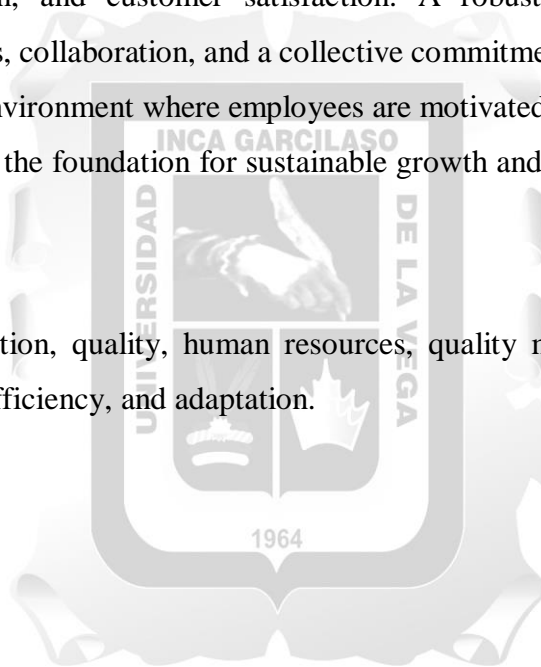 and customer satisfaction. A robust
collaboration, and a collective commitme
environment where employees are motivated
the foundation for sustainable growth and
INCA GARCILASO
UNIVERSIDAD
DE LA VEGA
tion, quality, human resources, quality
fficiency, and adaptation.
1964